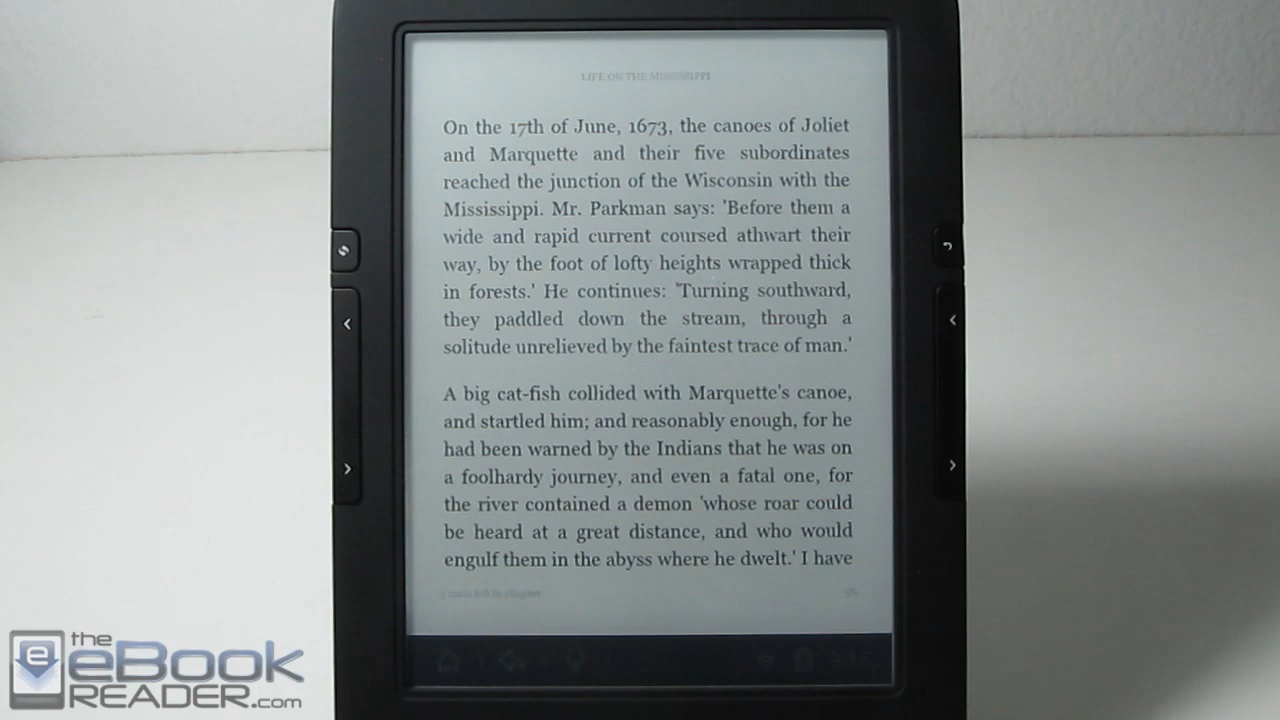 LIFE ON THE MISSISSIPPI
On the 17th of June, 1673, the canoes of Joliet
and Marquette and their five subordinates
reached the junction of the Wisconsin with the
Mississippi. Mr. Parkman says: 'Before them a
wide and rapid current coursed athwart their
way, by the foot of lofty heights wrapped thick
in forests.' He continues: 'Turning southward,
they paddled down the stream, through a
solitude unrelieved by the faintest trace of man.'
A big cat-fish collided with Marquette's canoe,
and startled him; and reasonably enough, for he
had been warned by the Indians that he was on
a foolhardy journey, and even a fatal one, for
the river contained a demon 'whose roar could
be heard at a great distance, and who would
engulf them in the abyss where he dwelt.' I have
left in chapter
the
eBook
READER.com